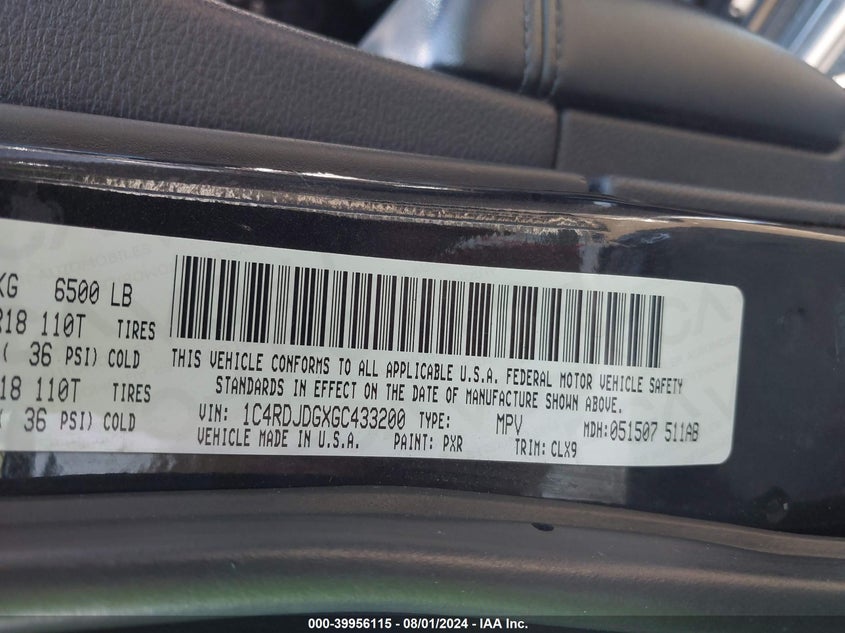 KG 6500 LB
R18 110T TIRES
( 36 PSI) COLD
18 110T TIRES
( 36 PSI) COLD
THIS VEHICLE CONFORMS TO ALL APPLICABLE U.S.A. FEDERAL MOTOR VEHICLE SAFETY
STANDARDS IN EFFECT ON THE DATE OF MANUFACTURE SHOWN ABOVE.
VIN: 1C4RDJDGXGC433200 TYPE: MPV MDH:051507 511AB
VEHICLE MADE IN U.S.A. PAINT: PXR TRIM: CLX9
000-39956115 - 08/01/2024 - IAA Inc.